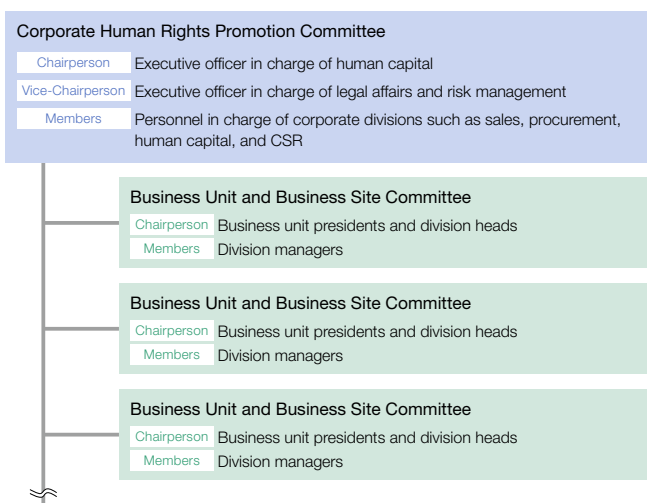 Corporate Human Rights Promotion Committee
Chairperson Executive officer in charge of human capital
Vice-Chairperson Executive officer in charge of legal affairs and risk management
Members Personnel in charge of corporate divisions such as sales, procurement,
human capital, and CSR
Business Unit and Business Site Committee
Chairperson Business unit presidents and division heads
Members Division managers
Business Unit and Business Site Committee
Chairperson Business unit presidents and division heads
Members Division managers
Business Unit and Business Site Committee
Chairperson Business unit presidents and division heads
Members Division managers